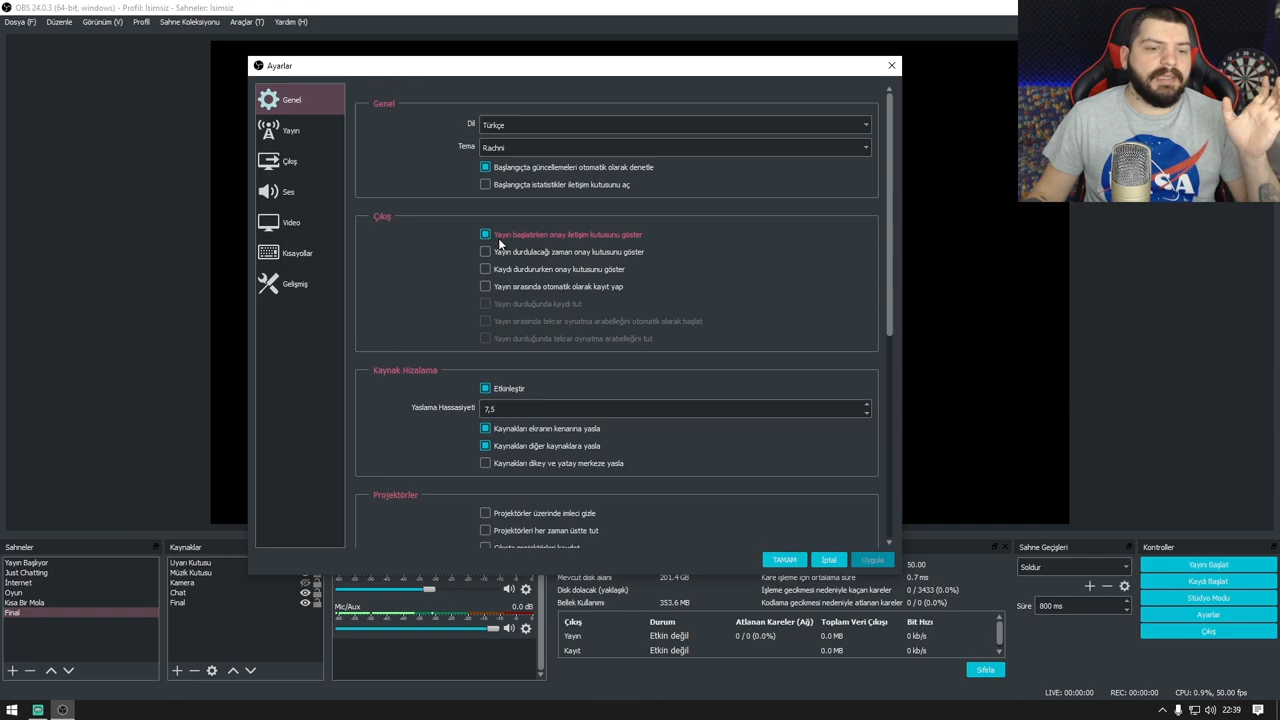 OBS 24.0.3 (64-bit, windows) - Profil: İsimsiz - Sahneler: İsimsiz
Dosya (F) Düzenle Görünüm (V) Profil Sahne Koleksiyonu Araçlar (T) Yardım (H)
Ayarlar
Genel
Yayın
Çıkış
Ses
Video
Kısayollar
Gelişmiş
Genel
Dil Türkçe
Tema Rachni
Başlangıçta güncellemeleri otomatik olarak denetle
Başlangıçta istatistikler iletişim kutusunu aç
Çıkış
Yayın başlatırken onay iletişim kutusunu göster
Yayın durdulacağı zaman onay kutusunu göster
Kaydı durdururken onay kutusunu göster
Yayın sırasında otomatik olarak kayıt yap
Yayın durduğunda kaydı tut
Yayın sırasında tekrar oynatma arabelleğini otomatik olarak başlat
Yayın durduğunda tekrar oynatma arabelleğini tut
Kaynak Hizalama
Etkinleştir
Yaslama Hassasiyeti 7,5
Kaynakları ekranın kenarına yasla
Kaynakları diğer kaynaklara yasla
Kaynakları dikey ve yatay merkeze yasla
Projektörler
Projektörler üzerinde imleci gizle
Projektörleri her zaman üstte tut
TAMAM İptal Uygula
Sahneler
Yayın Başlıyor
Just Chatting
İnternet
Oyun
Kısa Bir Mola
Final
Kaynaklar
Uyarı Kutusu
Müzik Kutusu
Kamera
Chat
Final
Mic/Aux 0.0 dB
50.00
Mevcut disk alanı 201.4 GB Kare işleme için ortalama süre 0.7 ms
Disk dolacak (yaklaşık) İşleme gecikmesi nedeniyle kaçan kareler 0 / 3433 (0.0%)
Bellek Kullanımı 353.6 MB Kodlama gecikmesi nedeniyle atlanan kareler 0 / 0 (0.0%)
Çıkış Durum Atlanan Kareler (Ağ) Toplam Veri Çıkışı Bit Hızı
Yayın Etkin değil 0 / 0 (0.0%) 0.0 MB 0 kb/s
Kayıt Etkin değil 0.0 MB 0 kb/s
Sıfırla
Sahne Geçişleri
Soldur
Süre 800 ms
Kontroller
Yayını Başlat
Kaydı Başlat
Stüdyo Modu
Ayarlar
Çıkış
LIVE: 00:00:00 REC: 00:00:00 CPU: 0.9%, 50.00 fps
22:39